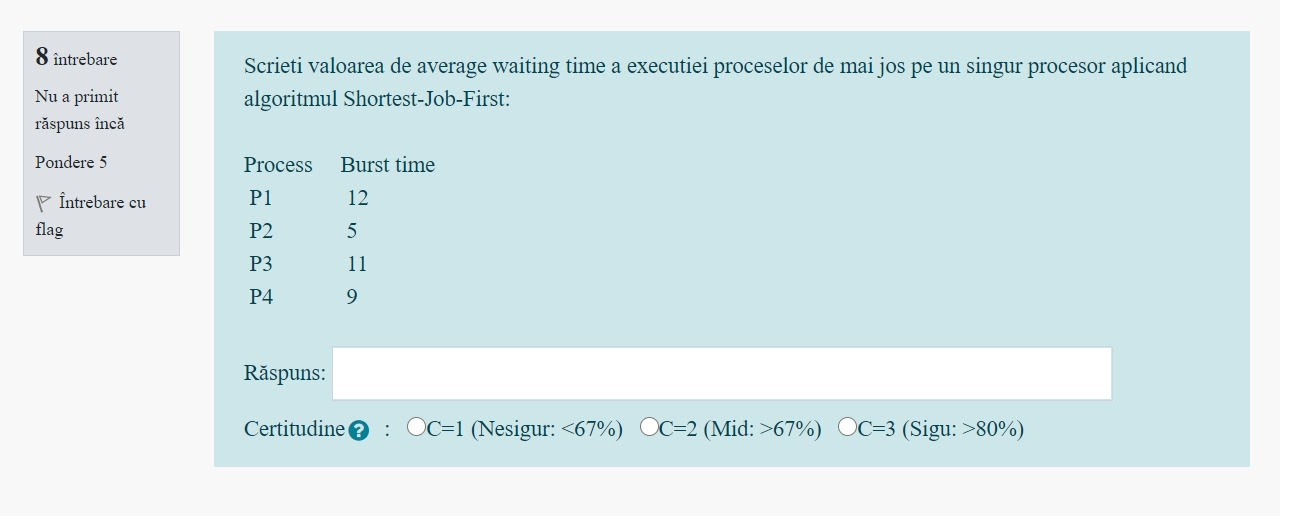 8 întrebare
Nu a primit
răspuns încă
Pondere 5
Întrebare cu
flag
Scrieti valoarea de average waiting time a executiei proceselor de mai jos pe un singur procesor aplicand
algoritmul Shortest-Job-First:
Process Burst time
P1 12
P2 5
P3 11
P4 9
Răspuns:
Certitudine ? : C=1 (Nesigur: <67%) C=2 (Mid: >67%) C=3 (Sigu: >80%)